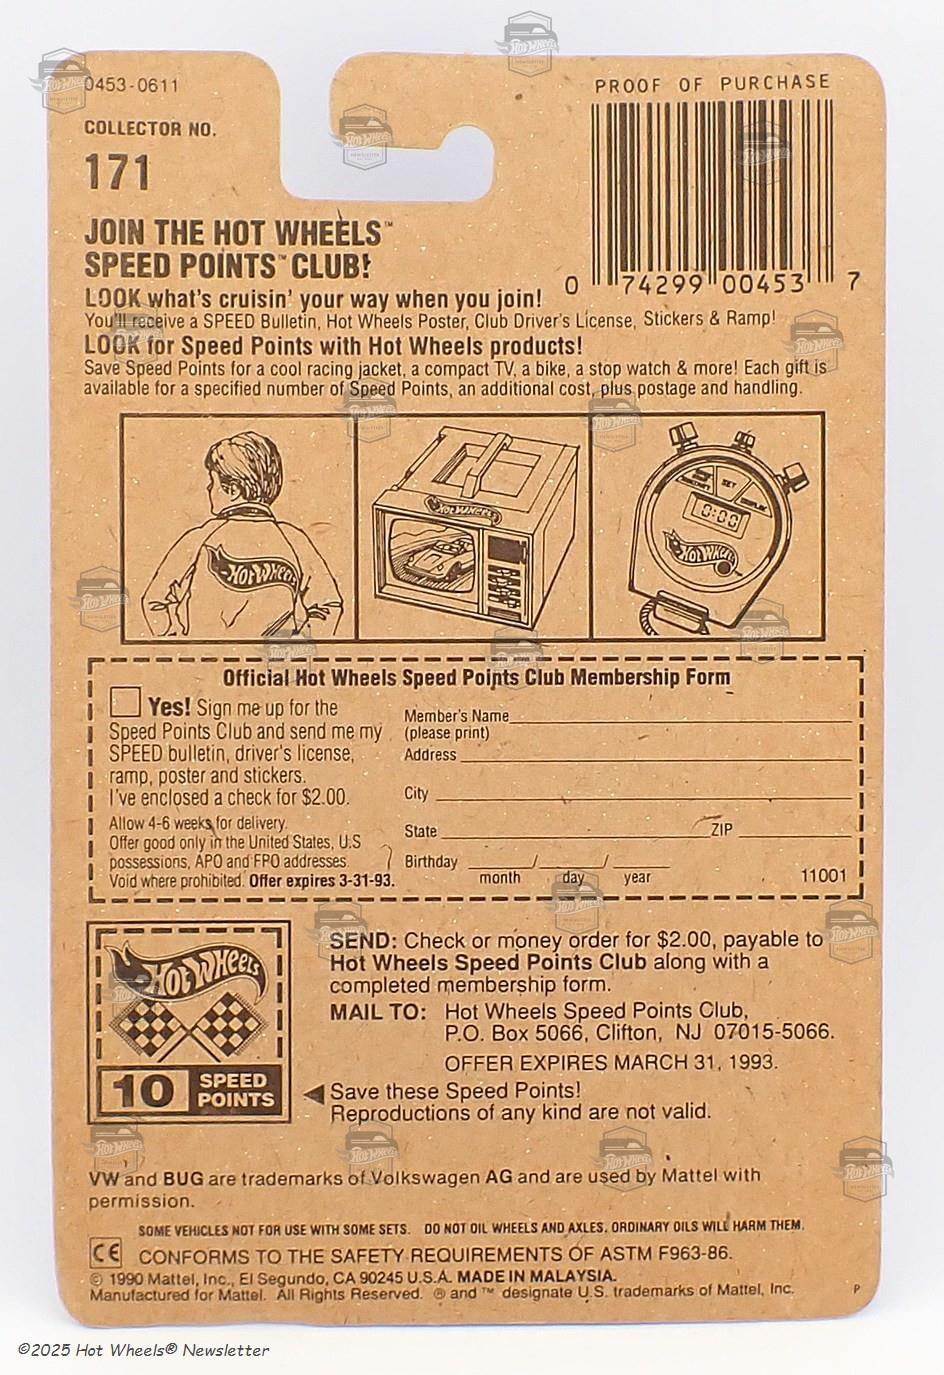 0453-0611
COLLECTOR NO.
171
PROOF OF PURCHASE
0 74299 00453 7
JOIN THE HOT WHEELS™
SPEED POINTS™ CLUB!
LOOK what's cruisin' your way when you join!
You'll receive a SPEED Bulletin, Hot Wheels Poster, Club Driver's License, Stickers & Ramp!
LOOK for Speed Points with Hot Wheels products!
Save Speed Points for a cool racing jacket, a compact TV, a bike, a stop watch & more! Each gift is
available for a specified number of Speed Points, an additional cost, plus postage and handling.
HOT WHEELS
HOT WHEELS
SET
0:00
HOT WHEELS
Official Hot Wheels Speed Points Club Membership Form
Yes! Sign me up for the
Speed Points Club and send me my
SPEED bulletin, driver's license,
ramp, poster and stickers.
I've enclosed a check for $2.00.
Allow 4-6 weeks for delivery.
Offer good only in the United States, U.S
possessions, APO and FPO addresses.
Void where prohibited. Offer expires 3-31-93.
Member's Name
(please print)
Address
City
State ZIP
Birthday / /
month day year
11001
HOT WHEELS
10 SPEED
POINTS
SEND: Check or money order for $2.00, payable to
Hot Wheels Speed Points Club along with a
completed membership form.
MAIL TO: Hot Wheels Speed Points Club,
P.O. Box 5066, Clifton, NJ 07015-5066.
OFFER EXPIRES MARCH 31, 1993.
Save these Speed Points!
Reproductions of any kind are not valid.
VW and BUG are trademarks of Volkswagen AG and are used by Mattel with
permission.
SOME VEHICLES NOT FOR USE WITH SOME SETS. DO NOT OIL WHEELS AND AXLES. ORDINARY OILS WILL HARM THEM.
CE CONFORMS TO THE SAFETY REQUIREMENTS OF ASTM F963-86.
© 1990 Mattel, Inc., El Segundo, CA 90245 U.S.A. MADE IN MALAYSIA.
Manufactured for Mattel. All Rights Reserved. ® and ™ designate U.S. trademarks of Mattel, Inc.
P
©2025 Hot Wheels® Newsletter